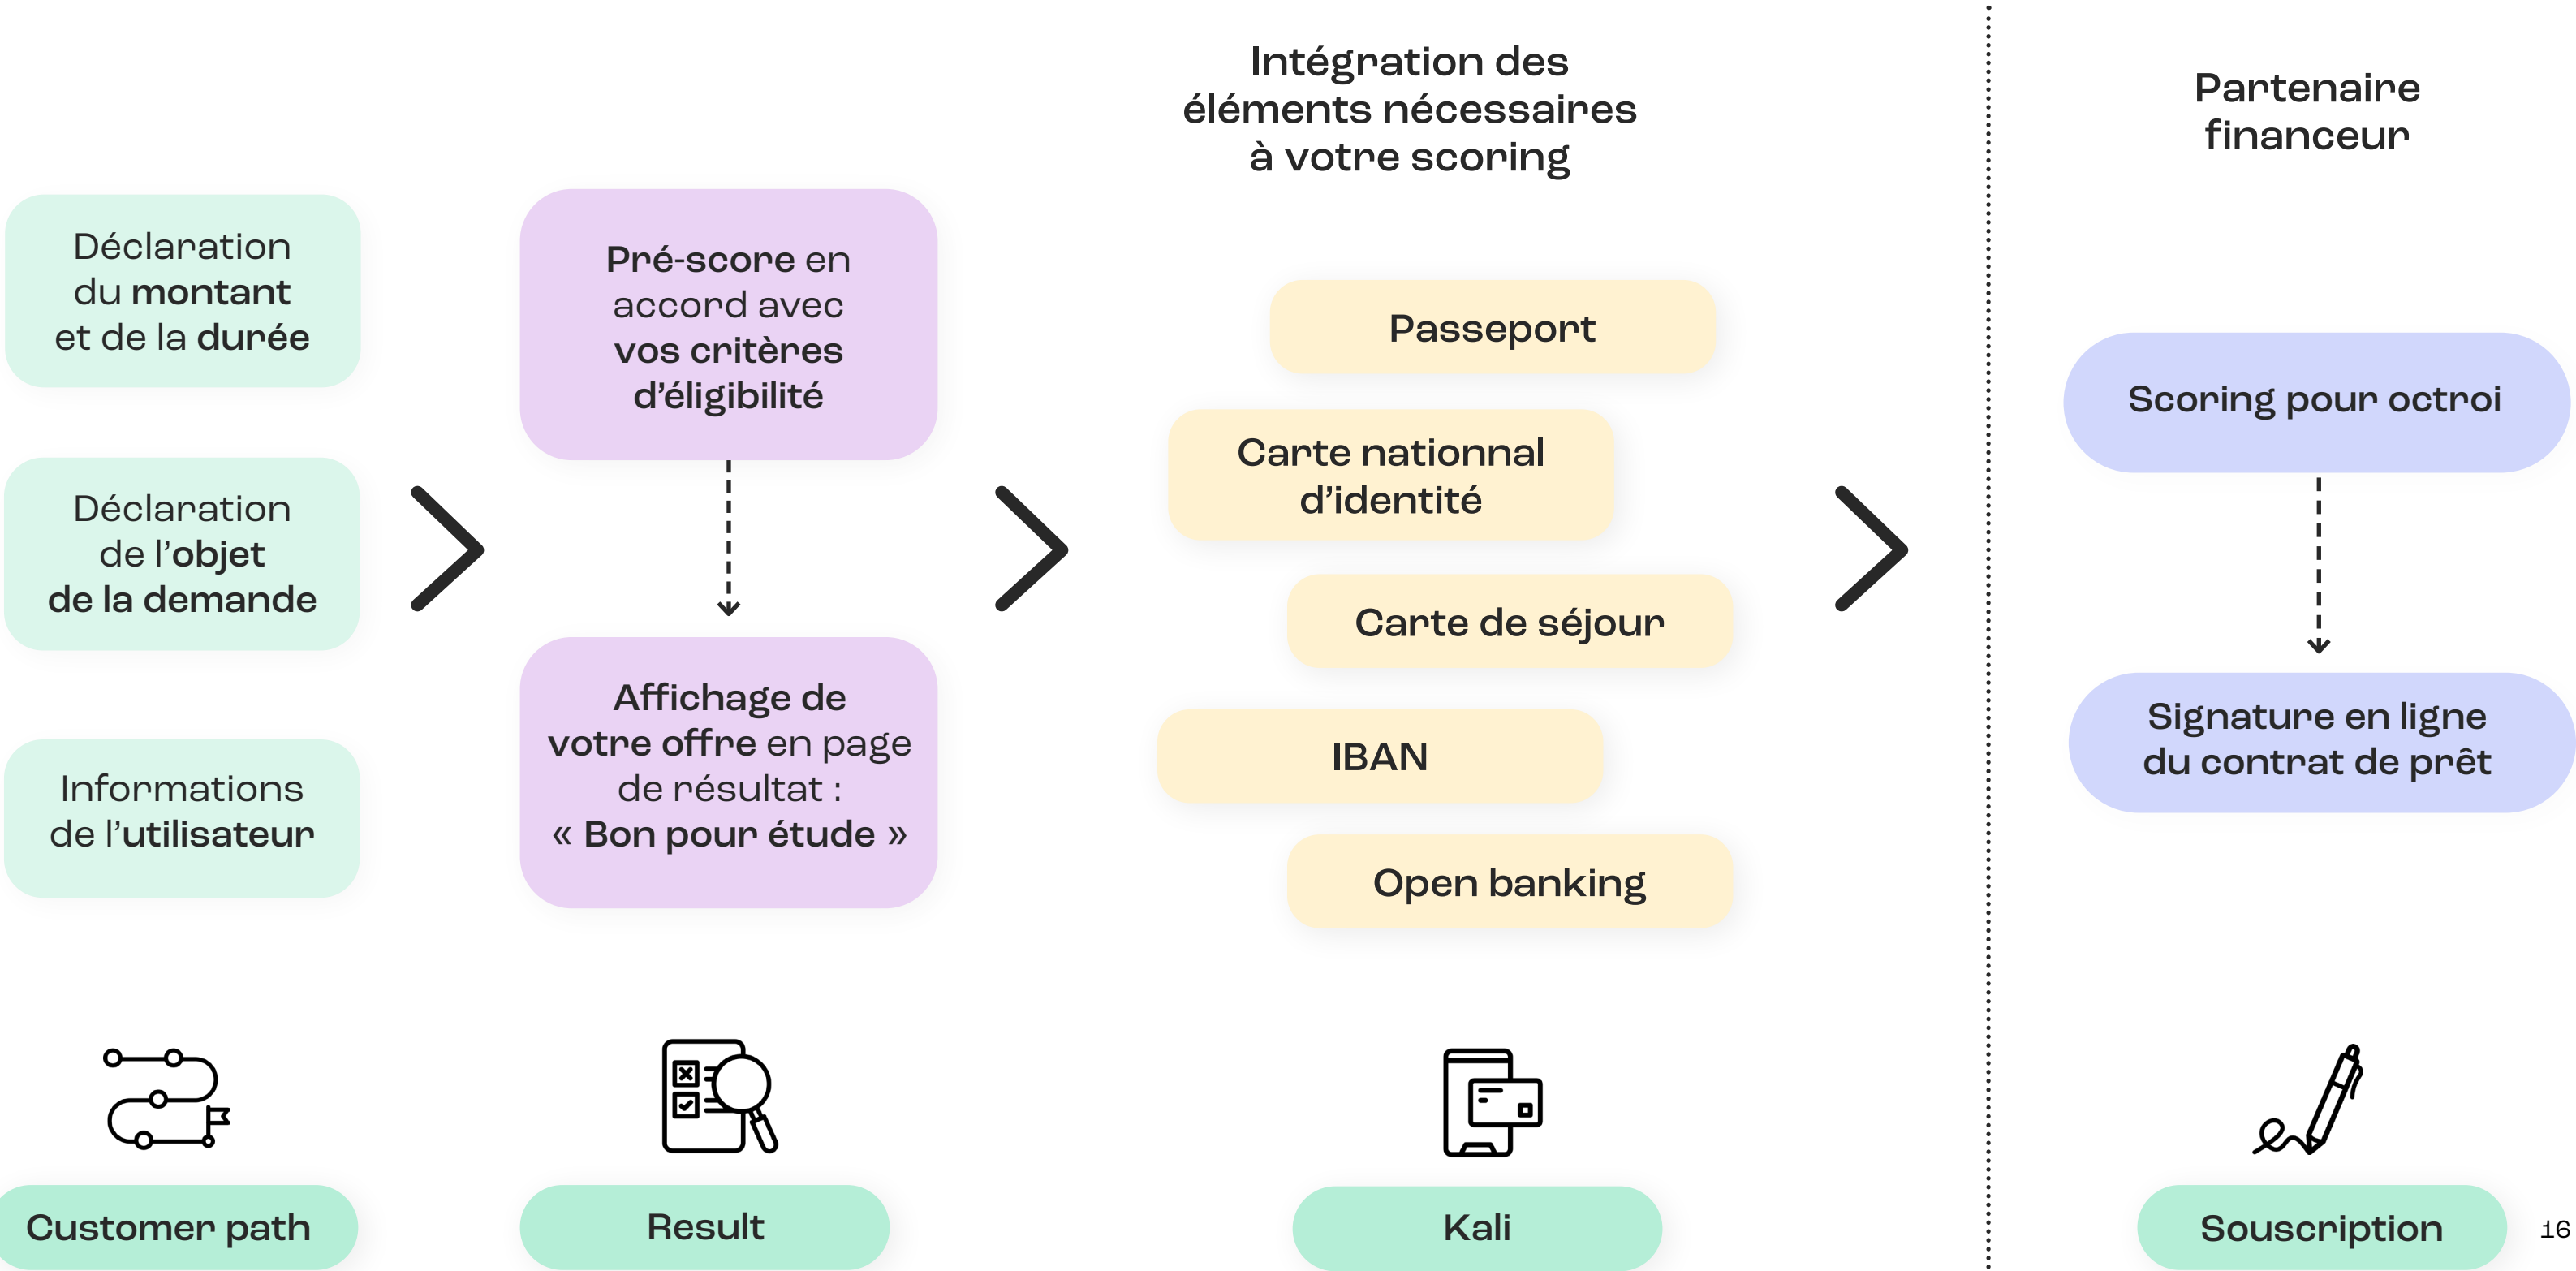 Déclaration
du montant
et de la durée
Déclaration
de l’objet
de la demande
Informations
de l’utilisateur
Customer path
Pré-score en
accord avec
vos critères
d’éligibilité
Affichage de
votre offre en page
de résultat :
« Bon pour étude »
Result
Intégration des
éléments nécessaires
à votre scoring
Passeport
Carte nationnal
d’identité
Carte de séjour
IBAN
Open banking
Kali
Partenaire
financeur
Scoring pour octroi
Signature en ligne
du contrat de prêt
Souscription
16